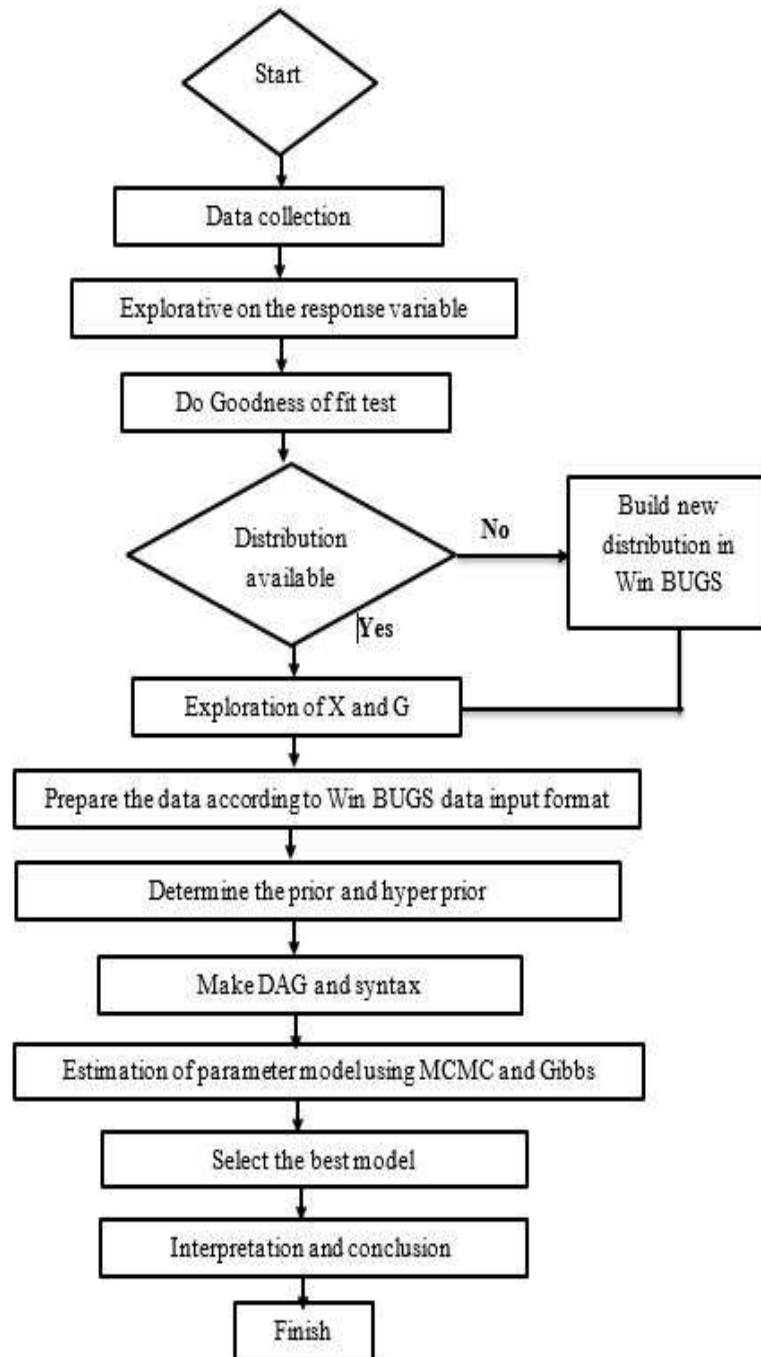 Start
Data collection
Explorative on the response variable
Do Goodness of fit test
Distribution
available
No
Build new
distribution in
Win BUGS
Yes
Exploration of X and G
Prepare the data according to Win BUGS data input format
Determine the prior and hyper prior
Make DAG and syntax
Estimation of parameter model using MCMC and Gibbs
Select the best model
Interpretation and conclusion
Finish